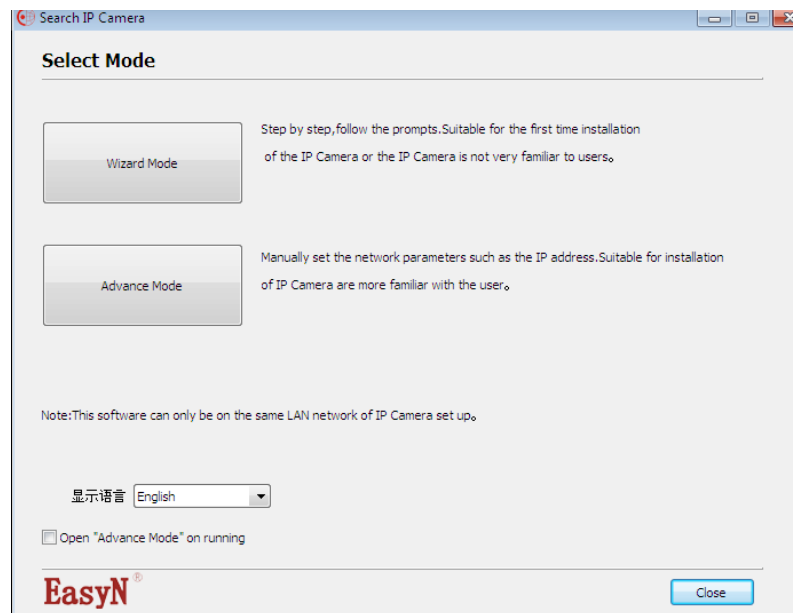 Search IP Camera
Select Mode
Wizard Mode
Step by step,follow the prompts.Suitable for the first time installation
of the IP Camera or the IP Camera is not very familiar to users。
Advance Mode
Manually set the network parameters such as the IP address.Suitable for installation
of IP Camera are more familiar with the user。
Note:This software can only be on the same LAN network of IP Camera set up。
显示语言 English
Open "Advance Mode" on running
EasyN®
Close